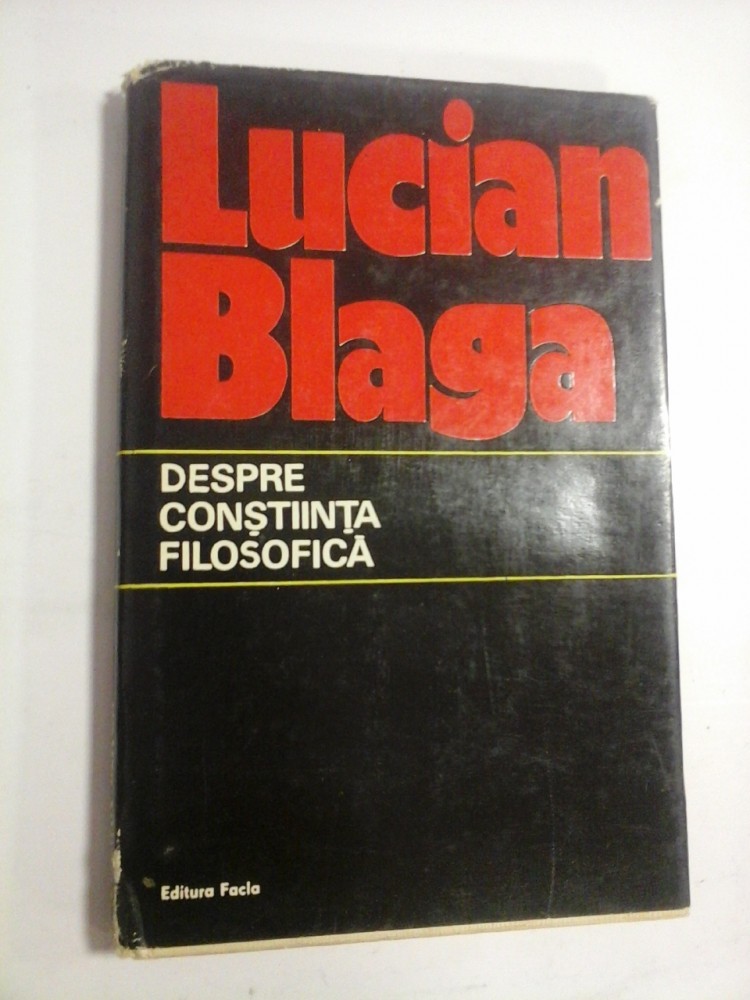 Lucian
Blaga
DESPRE
CONȘTIINȚA
FILOSOFICĂ
Editura Facla